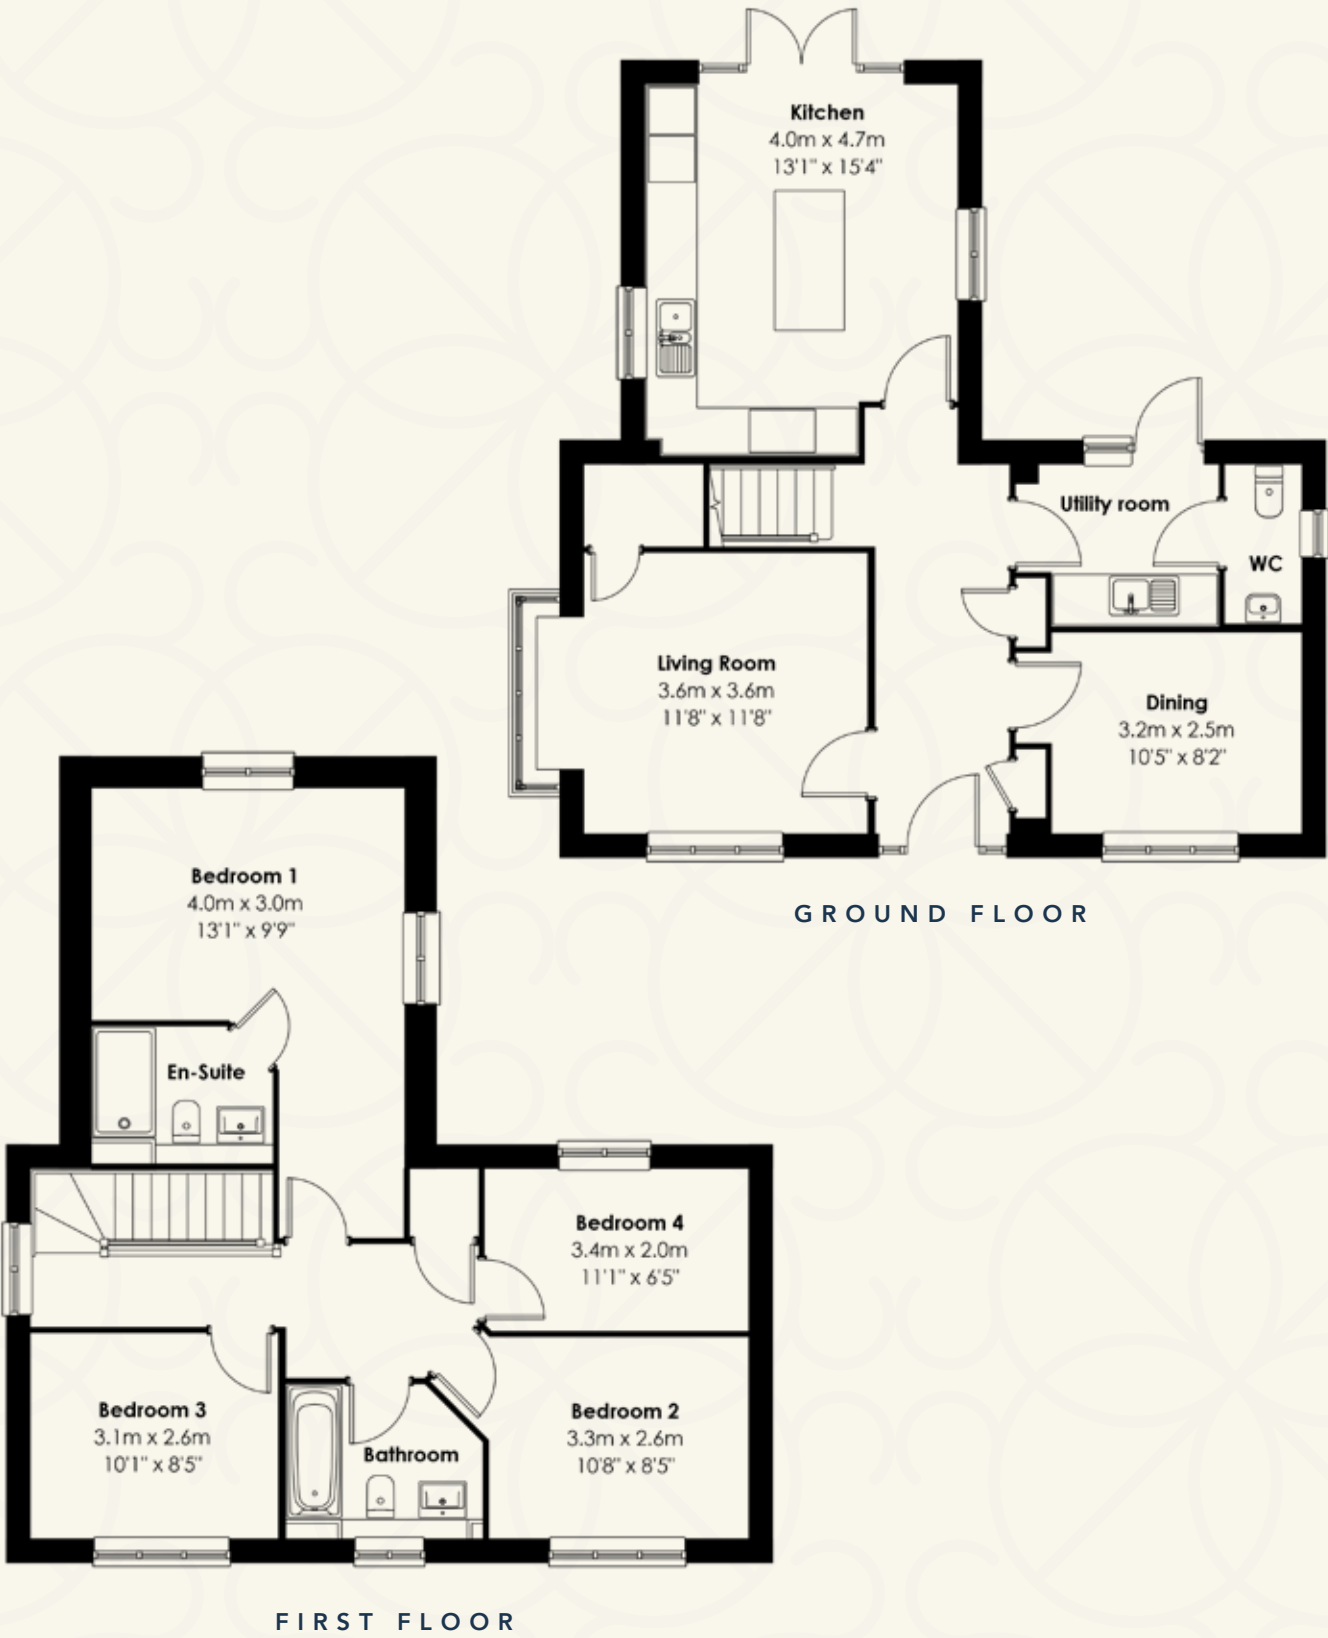 Kitchen
4.0m x 4.7m
13'1" x 15'4"
Utility room
WC
Living Room
3.6m x 3.6m
11'8" x 11'8"
Dining
3.2m x 2.5m
10'5" x 8'2"
GROUND FLOOR
Bedroom 1
4.0m x 3.0m
13'1" x 9'9"
En-Suite
Bedroom 4
3.4m x 2.0m
11'1" x 6'5"
Bedroom 3
3.1m x 2.6m
10'1" x 8'5"
Bathroom
Bedroom 2
3.3m x 2.6m
10'8" x 8'5"
FIRST FLOOR